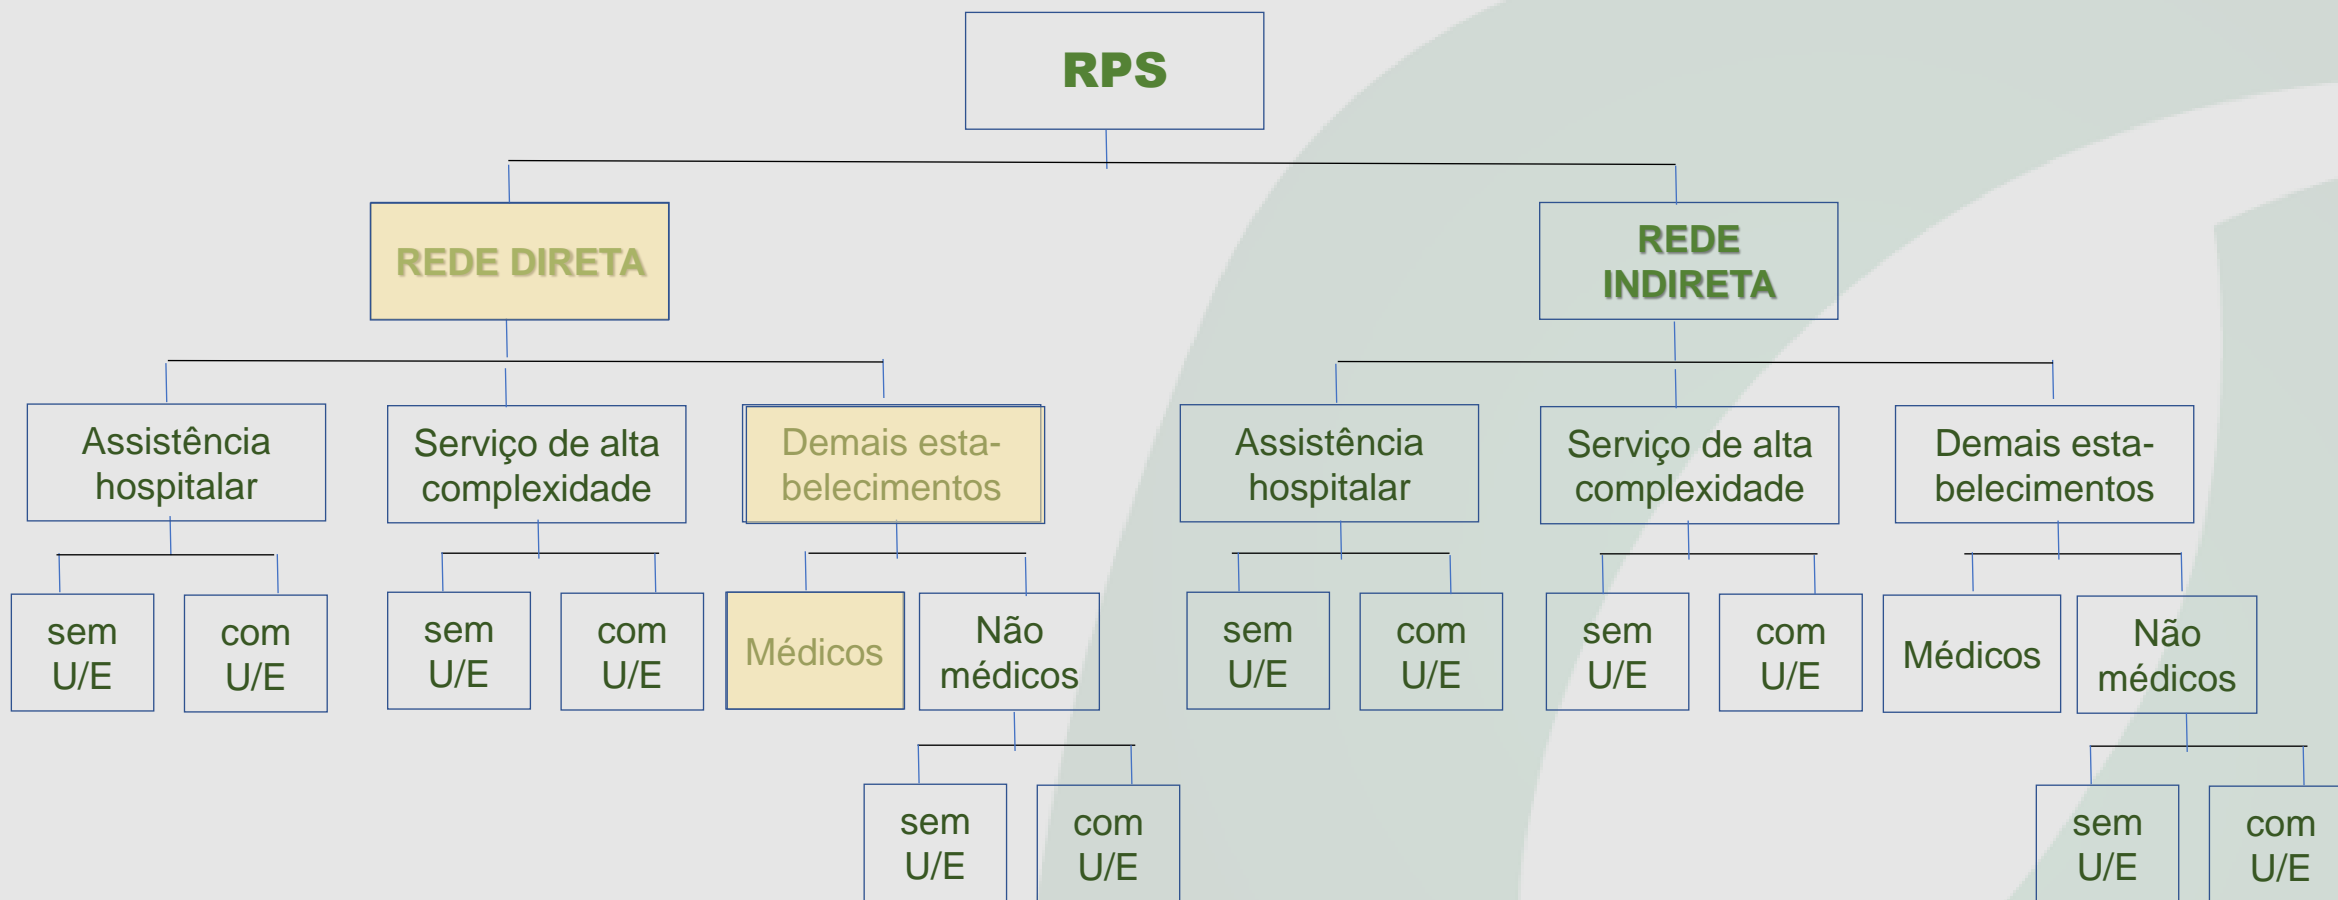 RPS
REDE DIRETA
REDE
INDIRETA
Assistência
hospitalar
Serviço de alta
complexidade
Demais esta-
belecimentos
Assistência
hospitalar
Serviço de alta
complexidade
Demais esta-
belecimentos
sem
U/E
com
U/E
sem
U/E
com
U/E
Médicos
Não
médicos
sem
U/E
com
U/E
sem
U/E
com
U/E
Médicos
Não
médicos
sem
U/E
com
U/E
sem
U/E
com
U/E